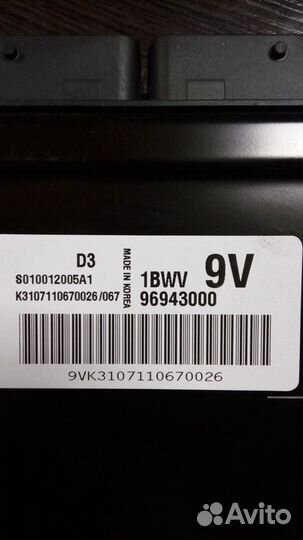 D3
S010012005A1
K3107110670026/067
MADE IN KOREA
1BWV 9V
96943000
9VK3107110670026
Avito